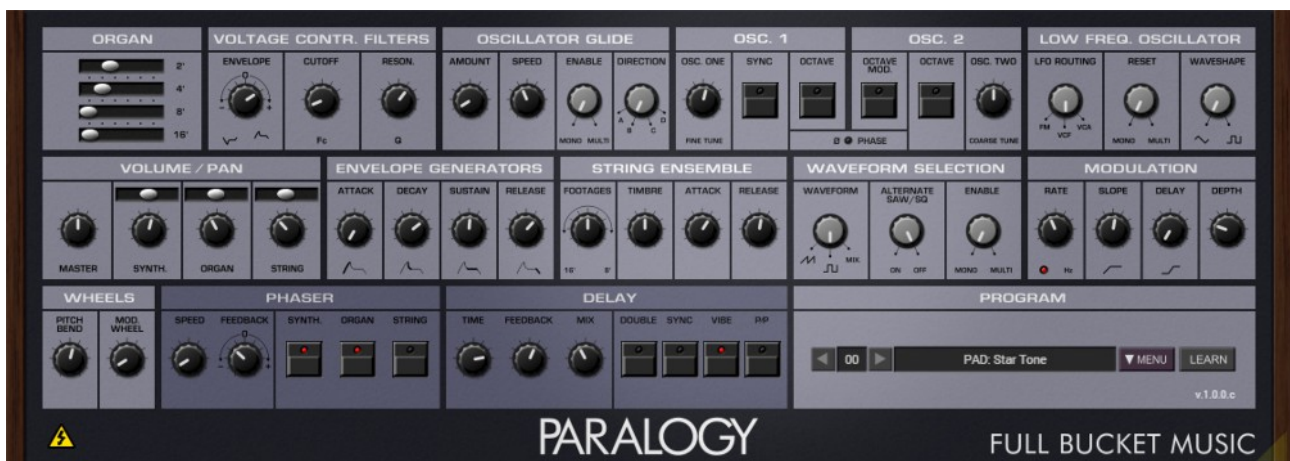 ORGAN
2'
4'
8'
16'
VOLTAGE CONTR. FILTERS
ENVELOPE CUTOFF RESON.
0
- +
Fc Q
OSCILLATOR GLIDE
AMOUNT SPEED ENABLE DIRECTION
A B C D
MONO MULTI
OSC. 1
OSC. ONE SYNC OCTAVE
FINE TUNE
OSC. 2
OCTAVE MOD. OCTAVE OSC. TWO
Ø PHASE
COARSE TUNE
LOW FREQ. OSCILLATOR
LFO ROUTING RESET WAVESHAPE
FM VCF VCA
MONO MULTI
VOLUME / PAN
MASTER SYNTH. ORGAN STRING
ENVELOPE GENERATORS
ATTACK DECAY SUSTAIN RELEASE
STRING ENSEMBLE
FOOTAGES TIMBRE ATTACK RELEASE
16' 8'
WAVEFORM SELECTION
WAVEFORM ALTERNATE SAW/SQ ENABLE
MIX
ON OFF
MONO MULTI
MODULATION
RATE SLOPE DELAY DEPTH
Hz
WHEELS
PITCH BEND MOD. WHEEL
PHASER
SPEED FEEDBACK SYNTH. ORGAN STRING
0
- +
DELAY
TIME FEEDBACK MIX DOUBLE SYNC VIBE P/P
PROGRAM
00 PAD: Star Tone MENU LEARN
v.1.0.0.c
PARALOGY
FULL BUCKET MUSIC